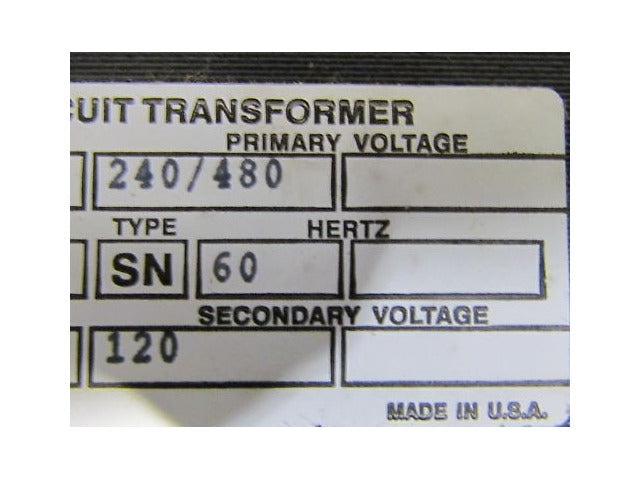 CUIT TRANSFORMER
PRIMARY VOLTAGE
240/480
TYPE HERTZ
SN 60
SECONDARY VOLTAGE
120
MADE IN U.S.A.